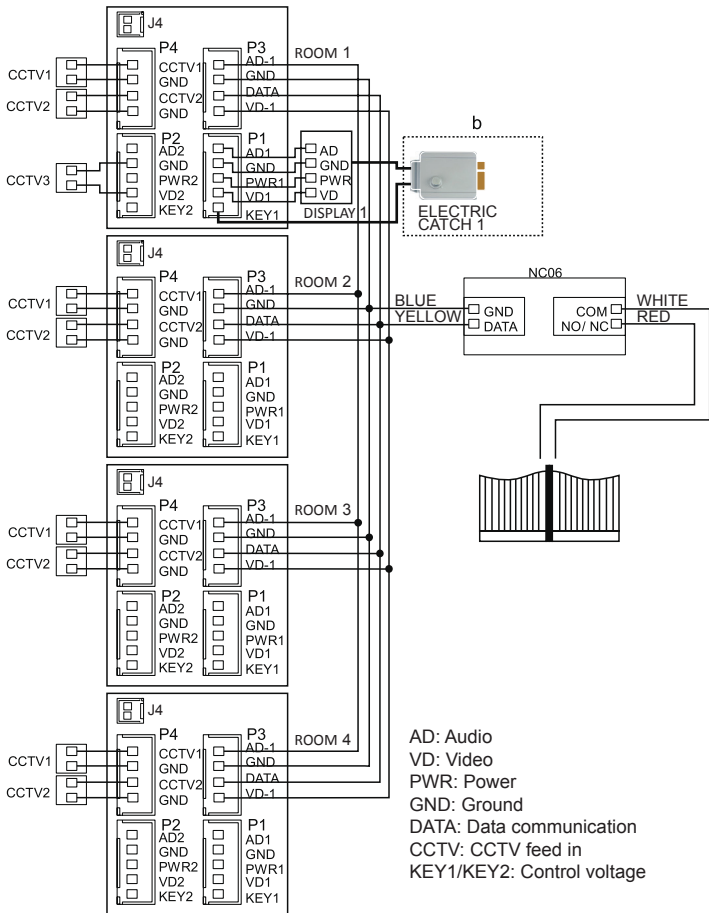 J4
P4
P3
ROOM 1
CCTV1
CCTV1
AD-1
GND
GND
CCTV2
CCTV2
DATA
GND
VD-1
P2
P1
AD2
AD1
AD
GND
GND
GND
CCTV3
PWR2
PWR1
PWR
VD2
VD1
VD
KEY2
KEY1
DISPLAY 1
b
ELECTRIC
CATCH 1
J4
P4
P3
ROOM 2
CCTV1
CCTV1
AD-1
GND
GND
CCTV2
CCTV2
DATA
GND
VD-1
P2
P1
AD2
AD1
GND
GND
PWR2
PWR1
VD2
VD1
KEY2
KEY1
NC06
BLUE
YELLOW
GND
DATA
COM
NO/ NC
WHITE
RED
J4
P4
P3
ROOM 3
CCTV1
CCTV1
AD-1
GND
GND
CCTV2
CCTV2
DATA
GND
VD-1
P2
P1
AD2
AD1
GND
GND
PWR2
PWR1
VD2
VD1
KEY2
KEY1
J4
P4
P3
ROOM 4
CCTV1
CCTV1
AD-1
GND
GND
CCTV2
CCTV2
DATA
GND
VD-1
P2
P1
AD2
AD1
GND
GND
PWR2
PWR1
VD2
VD1
KEY2
KEY1
AD: Audio
VD: Video
PWR: Power
GND: Ground
DATA: Data communication
CCTV: CCTV feed in
KEY1/KEY2: Control voltage